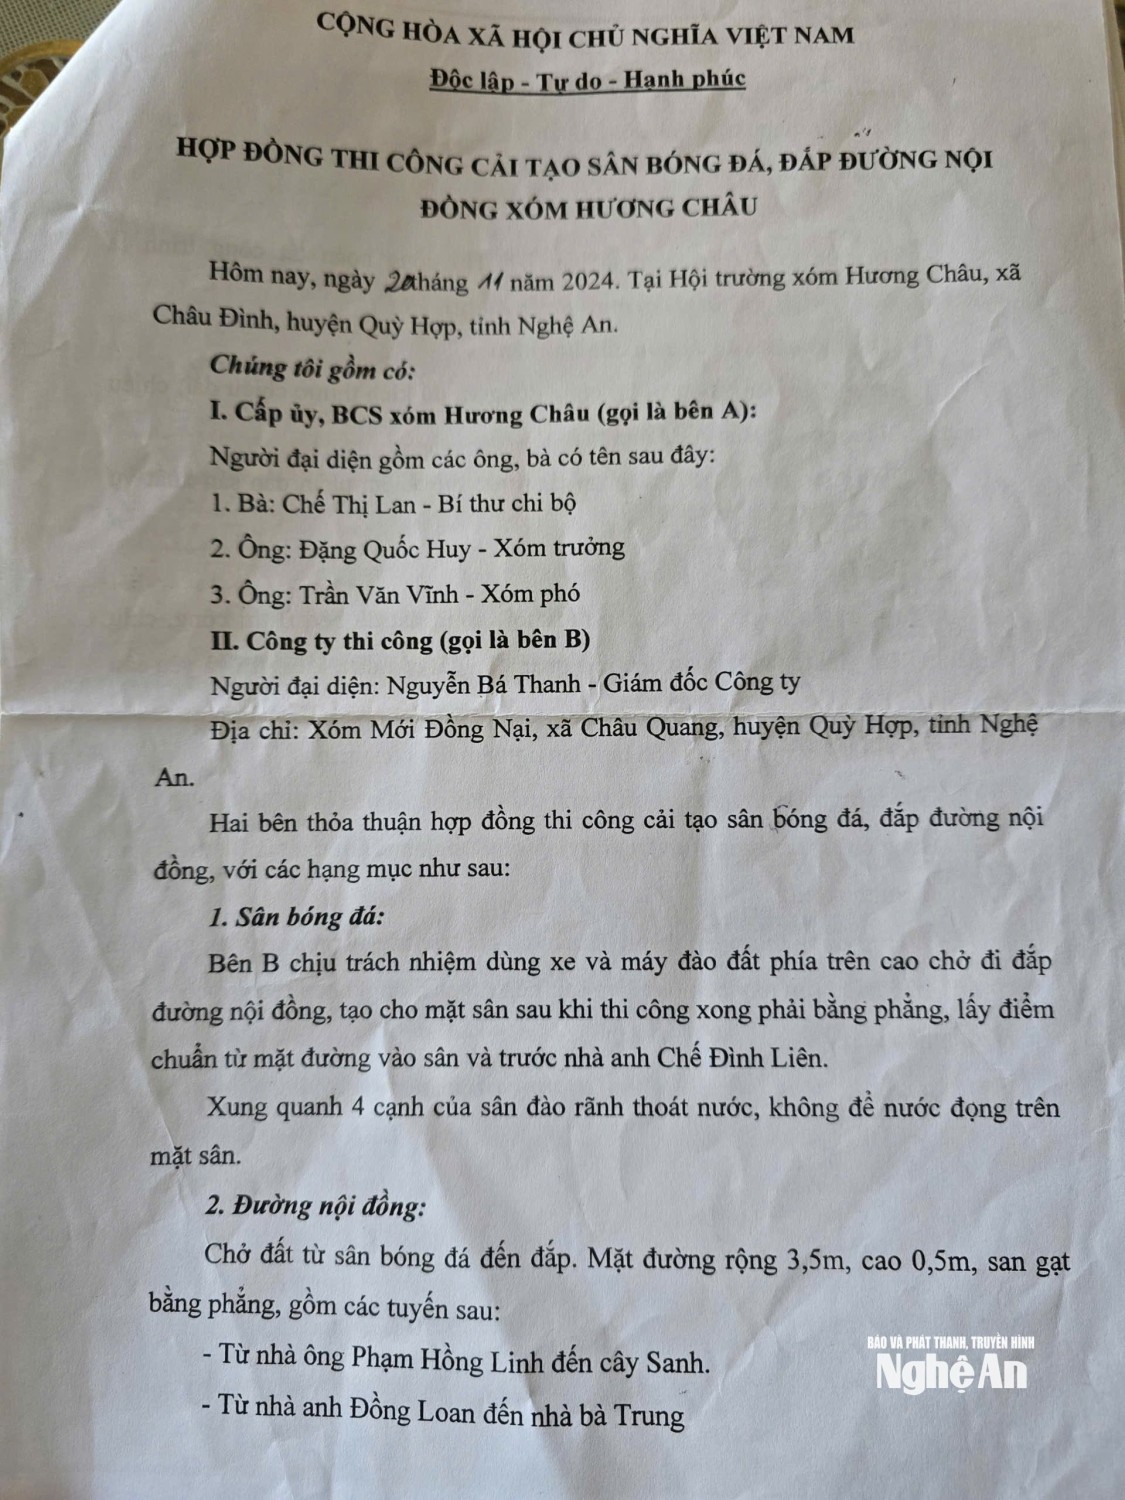 CỘNG HÒA XÃ HỘI CHỦ NGHĨA VIỆT NAM
Độc lập - Tự do - Hạnh phúc
HỢP ĐỒNG THI CÔNG CẢI TẠO SÂN BÓNG ĐÁ, ĐẮP ĐƯỜNG NỘI
ĐỒNG XÓM HƯƠNG CHÂU
Hôm nay, ngày tháng 11 năm 2024. Tại Hội trường xóm Hương Châu, xã
Châu Đình, huyện Quỳ Hợp, tỉnh Nghệ An.
Chúng tôi gồm có:
I. Cấp ủy, BCS xóm Hương Châu (gọi là bên A):
Người đại diện gồm các ông, bà có tên sau đây:
1. Bà: Chế Thị Lan - Bí thư chi bộ
2. Ông: Đặng Quốc Huy - Xóm trưởng
3. Ông: Trần Văn Vĩnh - Xóm phó
II. Công ty thi công (gọi là bên B)
Người đại diện: Nguyễn Bá Thanh - Giám đốc Công ty
Địa chỉ: Xóm Mới Đồng Nại, xã Châu Quang, huyện Quỳ Hợp, tỉnh Nghệ
An.
Hai bên thỏa thuận hợp đồng thi công cải tạo sân bóng đá, đắp đường nội
đồng, với các hạng mục như sau:
1. Sân bóng đá:
Bên B chịu trách nhiệm dùng xe và máy đào đất phía trên cao chở đi đắp
đường nội đồng, tạo cho mặt sân sau khi thi công xong phải bằng phẳng, lấy điểm
chuẩn từ mặt đường vào sân và trước nhà anh Chế Đình Liên.
Xung quanh 4 cạnh của sân đào rãnh thoát nước, không để nước đọng trên
mặt sân.
2. Đường nội đồng:
Chở đất từ sân bóng đá đến đắp. Mặt đường rộng 3,5m, cao 0,5m, san gạt
bằng phẳng, gồm các tuyến sau:
- Từ nhà ông Phạm Hồng Linh đến cây Sanh.
- Từ nhà anh Đồng Loan đến nhà bà Trung
BÁO VÀ PHÁT THANH, TRUYỀN HÌNH
Nghệ An